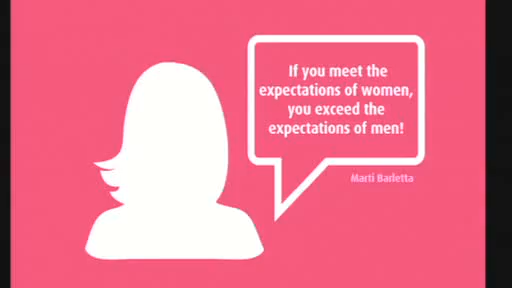 If you meet the
expectations of women,
you exceed the
expectations of men!
Marti Barletta